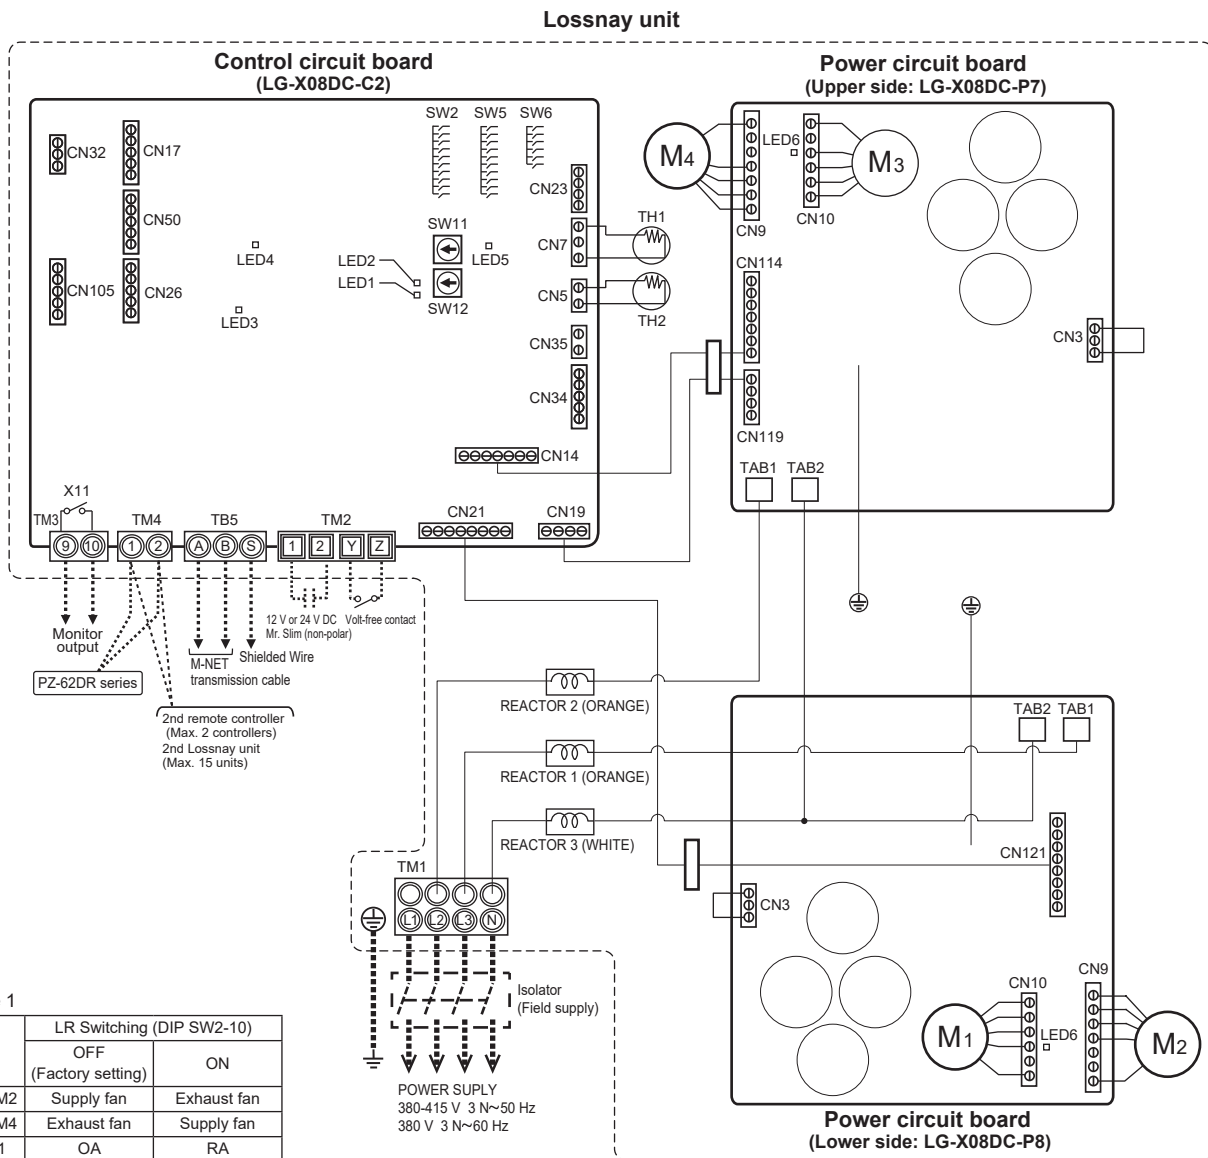 Lossnay unit
Control circuit board
(LG-X08DC-C2)
Power circuit board
(Upper side: LG-X08DC-P7)
SW2 SW5 SW6
CN32
CN17
CN50
CN105
CN26
LED4
LED3
LED2
LED1
SW11
SW12
LED5
CN23
CN7
CN5
CN35
CN34
CN14
CN21
CN19
TH1
TH2
M4
M3
LED6
CN9
CN10
CN114
CN119
CN3
TAB1 TAB2
X11
TM3
TM4
TB5
TM2
9 10
1 2
A B S
1 2 Y Z
Monitor
output
PZ-62DR series
M-NET
transmission cable
Shielded Wire
12 V or 24 V DC
Mr. Slim (non-polar)
Volt-free contact
2nd remote controller
(Max. 2 controllers)
2nd Lossnay unit
(Max. 15 units)
REACTOR 2 (ORANGE)
REACTOR 1 (ORANGE)
REACTOR 3 (WHITE)
TM1
L1 L2 L3 N
Isolator
(Field supply)
POWER SUPLY
380-415 V 3 N~50 Hz
380 V 3 N~60 Hz
TAB2 TAB1
CN121
CN3
CN10
CN9
M1
LED6
M2
Power circuit board
(Lower side: LG-X08DC-P8)
1
LR Switching (DIP SW2-10)
OFF
(Factory setting)
ON
M2 Supply fan Exhaust fan
M4 Exhaust fan Supply fan
1 OA RA